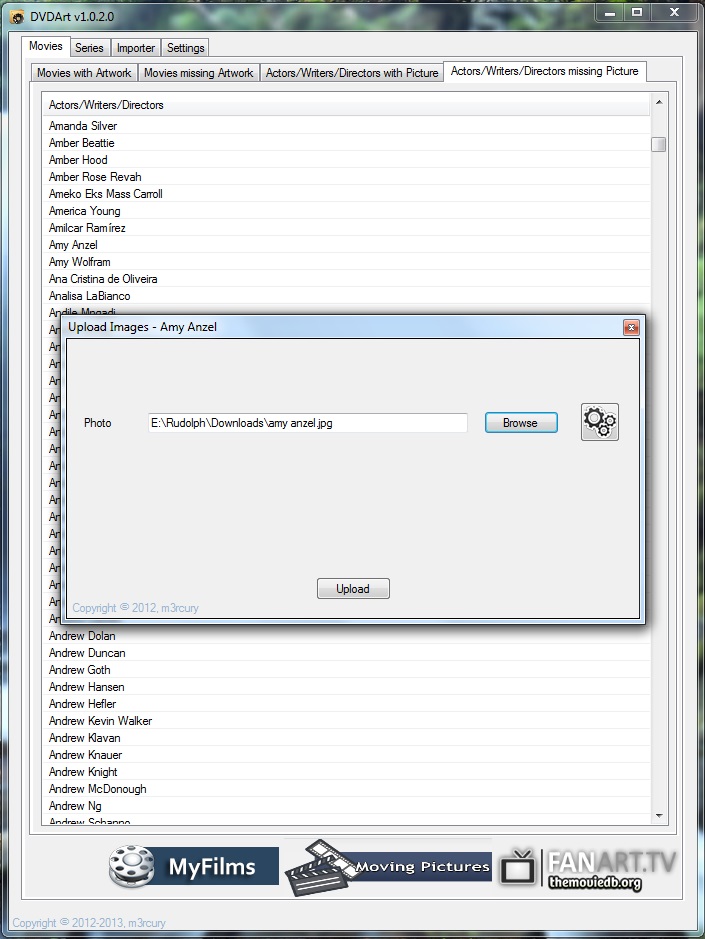 DVDArt v1.0.2.0
Movies Series Importer Settings
Movies with Artwork Movies missing Artwork Actors/Writers/Directors with Picture Actors/Writers/Directors missing Picture
Actors/Writers/Directors
Amanda Silver
Amber Beattie
Amber Hood
Amber Rose Revah
Ameko Eks Mass Carroll
America Young
Amilcar Ramírez
Amy Anzel
Amy Wolfram
Ana Cristina de Oliveira
Analisa LaBianco
Andile Mngadi
Upload Images - Amy Anzel
Photo E:\Rudolph\Downloads\amy anzel.jpg Browse
Upload
Copyright © 2012, m3rcury
Andrew Dolan
Andrew Duncan
Andrew Goth
Andrew Hansen
Andrew Hefler
Andrew Kevin Walker
Andrew Klavan
Andrew Knauer
Andrew Knight
Andrew McDonough
Andrew Ng
Andrew Schanno
MyFilms Moving Pictures FANART.TV
themoviedb.org
Copyright © 2012-2013, m3rcury